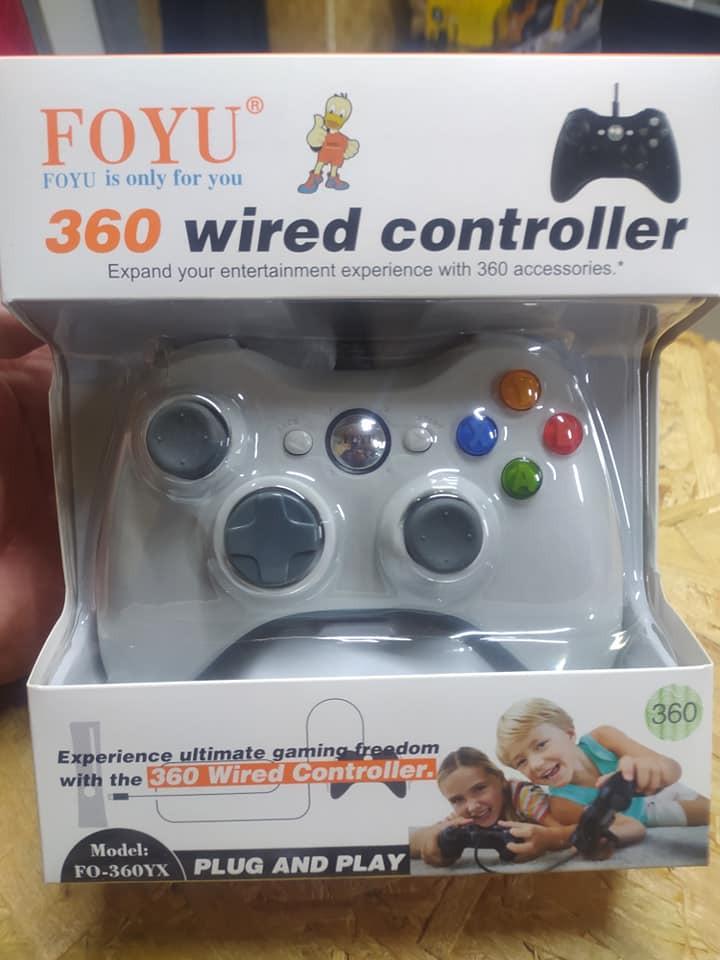 FOYU®
FOYU is only for you
360 wired controller
Expand your entertainment experience with 360 accessories.*
X
A
360
Experience ultimate gaming freedom
with the 360 Wired Controller.
Model:
FO-360YX
PLUG AND PLAY